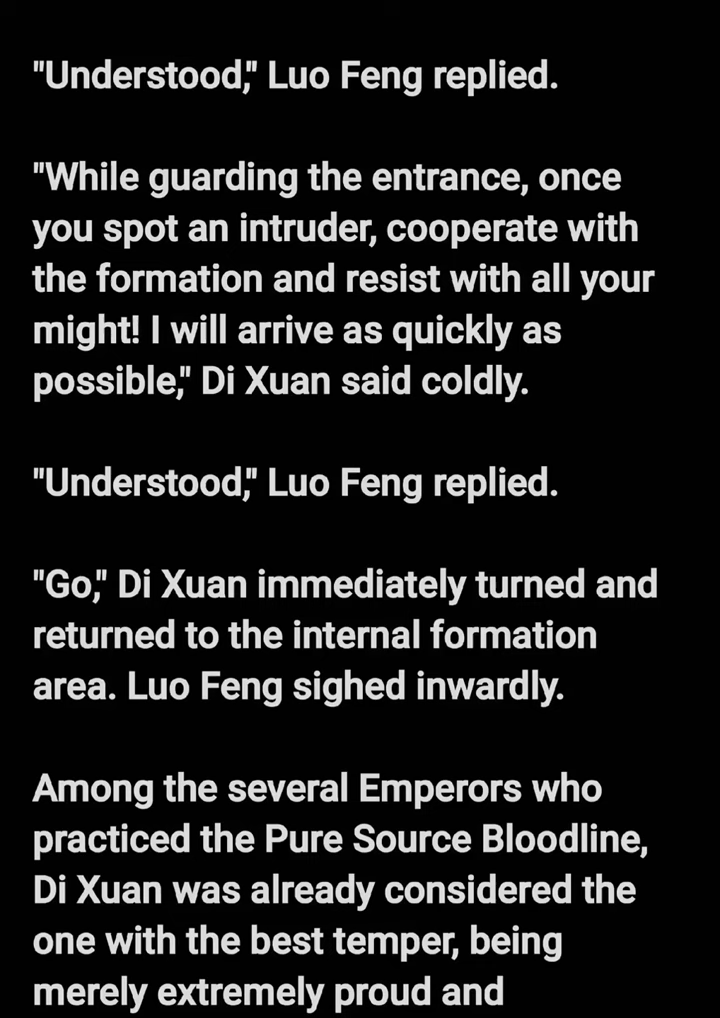 "Understood," Luo Feng replied.
"While guarding the entrance, once
you spot an intruder, cooperate with
the formation and resist with all your
might! I will arrive as quickly as
possible," Di Xuan said coldly.
"Understood," Luo Feng replied.
"Go," Di Xuan immediately turned and
returned to the internal formation
area. Luo Feng sighed inwardly.
Among the several Emperors who
practiced the Pure Source Bloodline,
Di Xuan was already considered the
one with the best temper, being
merely extremely proud and